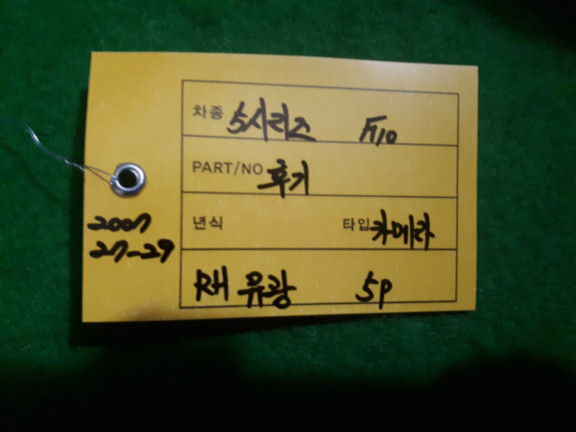 차종 5시리즈 F10
PART/NO 후기
년식 타입 카메라
RH 유광 5P
2007
27-29